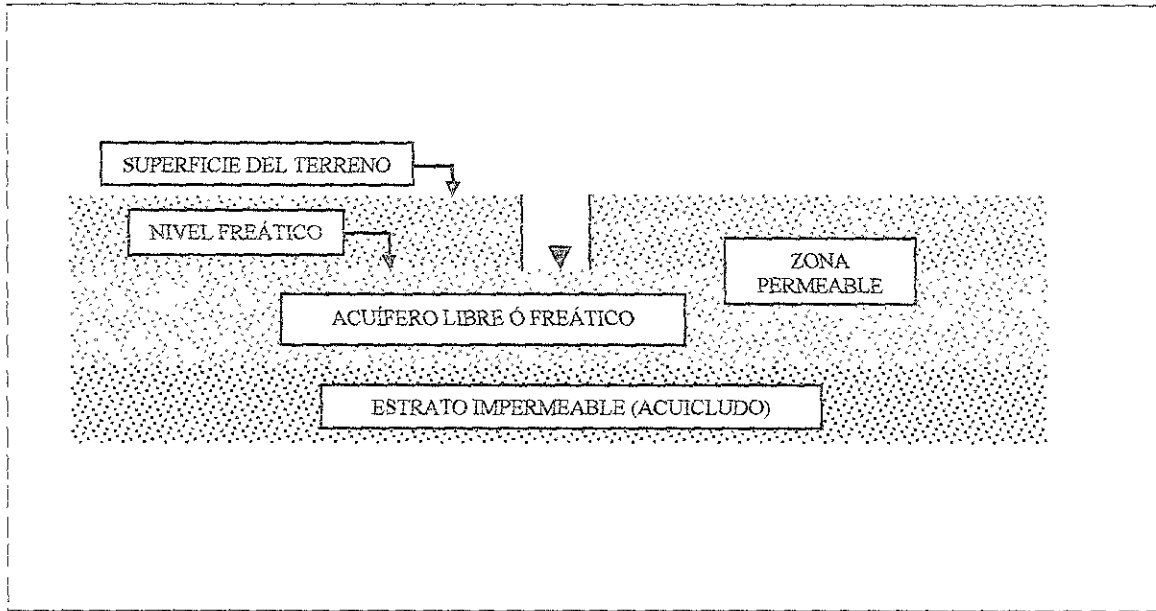 SUPERFICIE DEL TERRENO
NIVEL FREÁTICO
ZONA
PERMEABLE
ACUÍFERO LIBRE Ó FREÁTICO
ESTRATO IMPERMEABLE (ACUICLUDO)